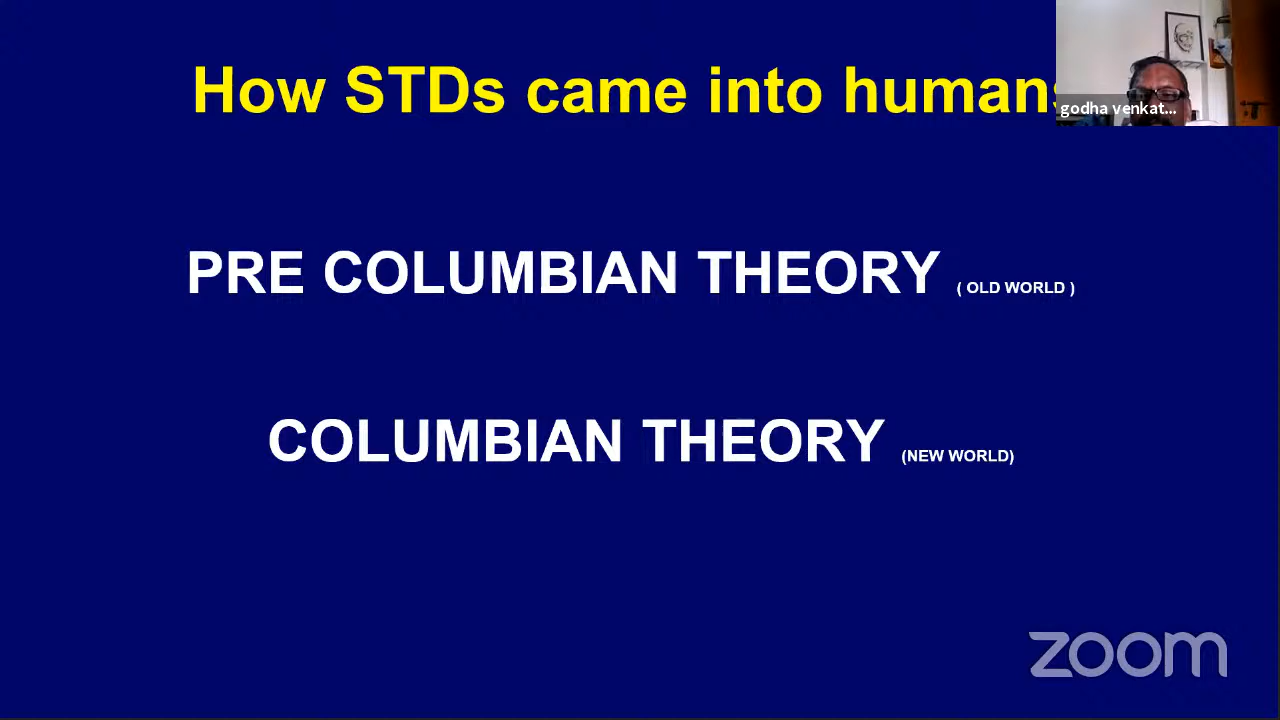 How STDs came into humans
godha venkat...
PRE COLUMBIAN THEORY ( OLD WORLD )
COLUMBIAN THEORY (NEW WORLD)
zoom